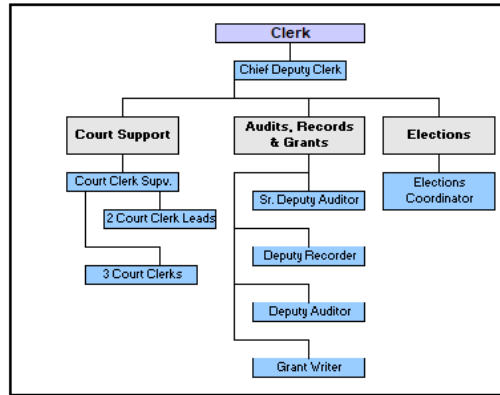 Clerk
Chief Deputy Clerk
Court Support
Audits, Records
& Grants
Elections
Court Clerk Supv.
2 Court Clerk Leads
3 Court Clerks
Sr. Deputy Auditor
Deputy Recorder
Deputy Auditor
Grant Writer
Elections
Coordinator